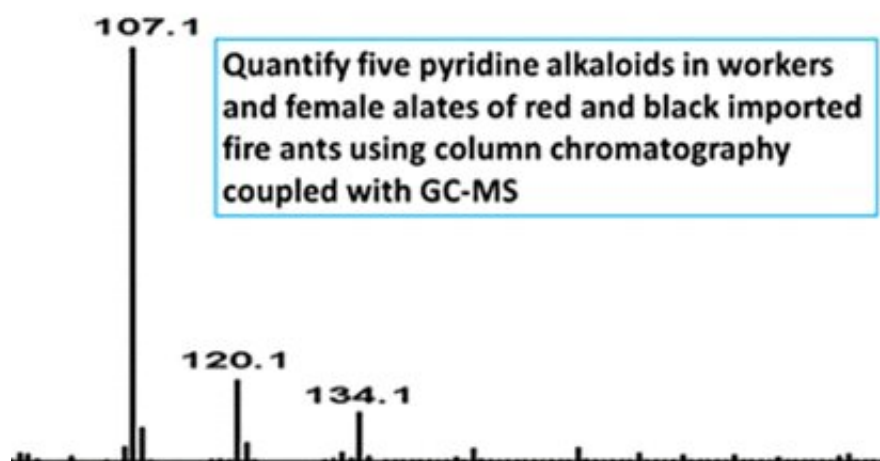 107.1
Quantify five pyridine alkaloids in workers
and female alates of red and black imported
fire ants using column chromatography
coupled with GC-MS
120.1
134.1